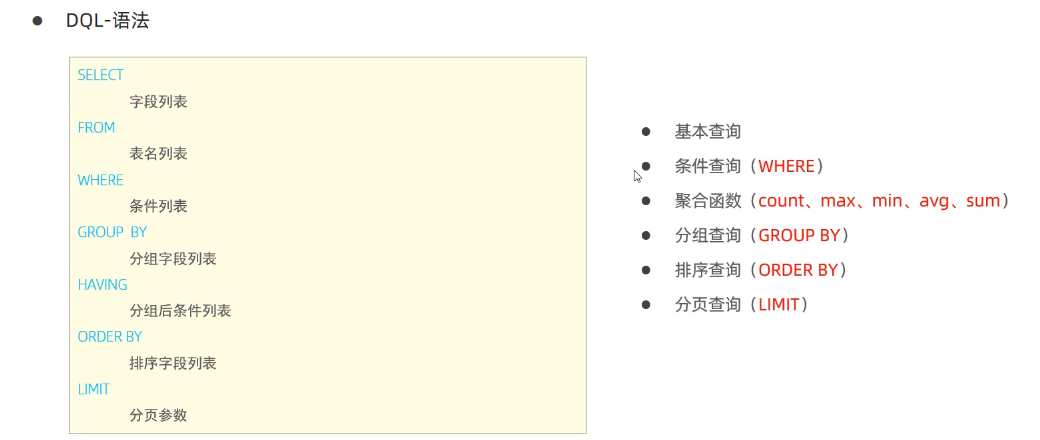 DQL-语法
SELECT
字段列表
FROM
表名列表
WHERE
条件列表
GROUP BY
分组字段列表
HAVING
分组后条件列表
ORDER BY
排序字段列表
LIMIT
分页参数
基本查询
条件查询（WHERE）
聚合函数（count、max、min、avg、sum）
分组查询（GROUP BY）
排序查询（ORDER BY）
分页查询（LIMIT）